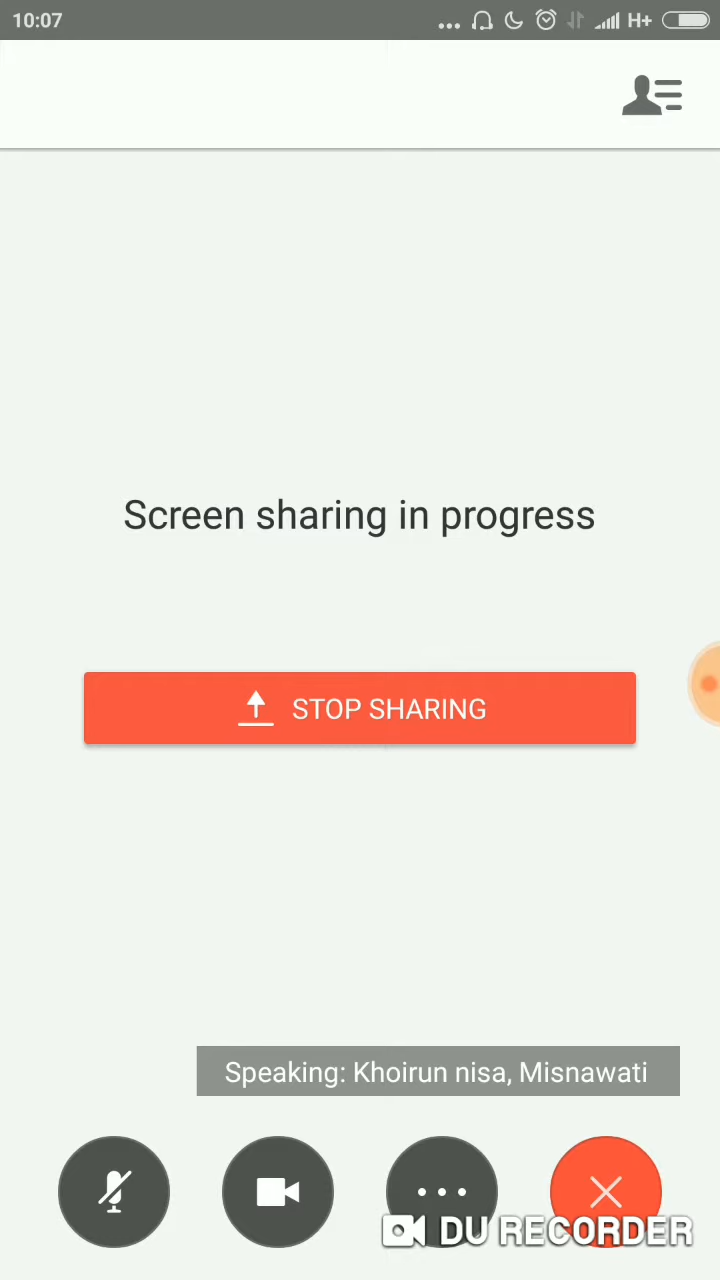 10:07 H+
Screen sharing in progress
STOP SHARING
Speaking: Khoirun nisa, Misnawati
DU RECORDER